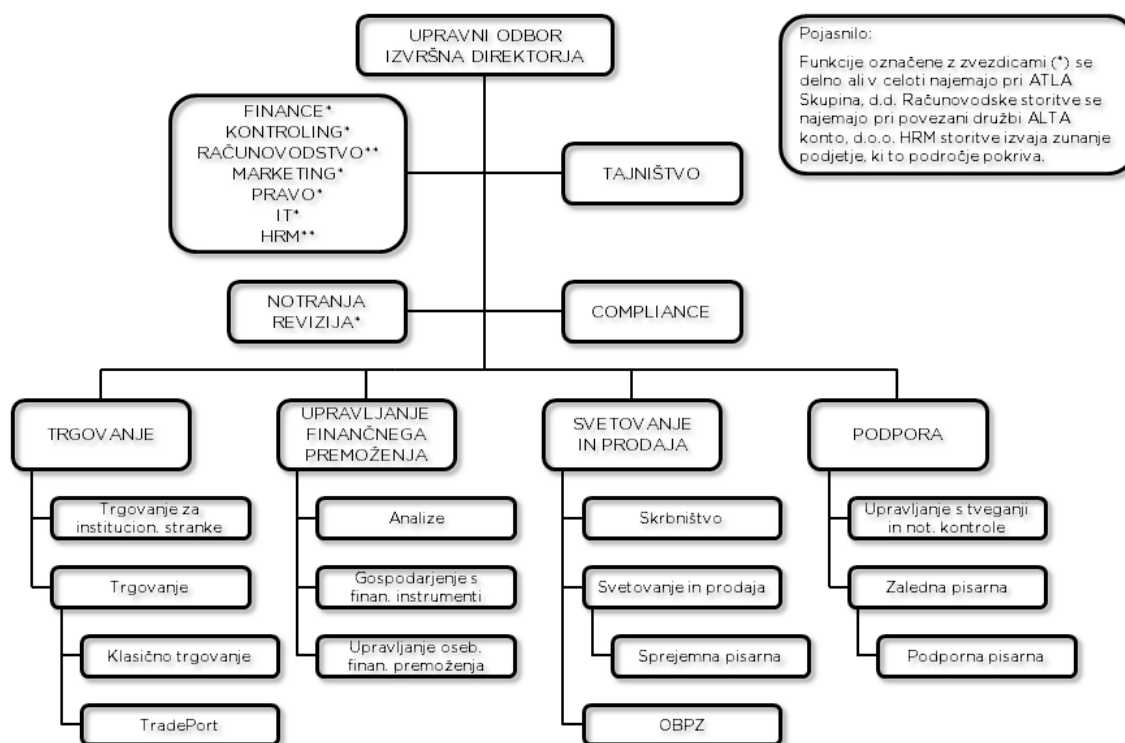 UPRAVNI ODBOR
IZVRŠNA DIREKTORJA
Pojasnilo:
Funkcije označene z zvezdicami (*) se
delno ali v celoti najemajo pri ATLA
Skupina, d.d. Računovodske storitve se
najemajo pri povezani družbi ALTA
konto, d.o.o. HRM storitve izvaja zunanje
podjetje, ki to področje pokriva.
FINANCE*
KONTROLING*
RAČUNOVODSTVO**
MARKETING*
PRAVO*
IT*
HRM**
TAJNIŠTVO
NOTRANJA
REVIZIJA*
COMPLIANCE
TRGOVANJE
Trgovanje za
institucion. stranke
Trgovanje
Klasično trgovanje
TradePort
UPRAVLJANJE
FINANČNEGA
PREMOŽENJA
Analize
Gospodarjenje s
finan. instrumenti
Upravljanje oseb.
finan. premoženja
SVETOVANJE
IN PRODAJA
Skrbništvo
Svetovanje in prodaja
Sprejemna pisarna
OBPZ
PODPORA
Upravljanje s tveganji
in not. kontrole
Zaledna pisarna
Podporna pisarna